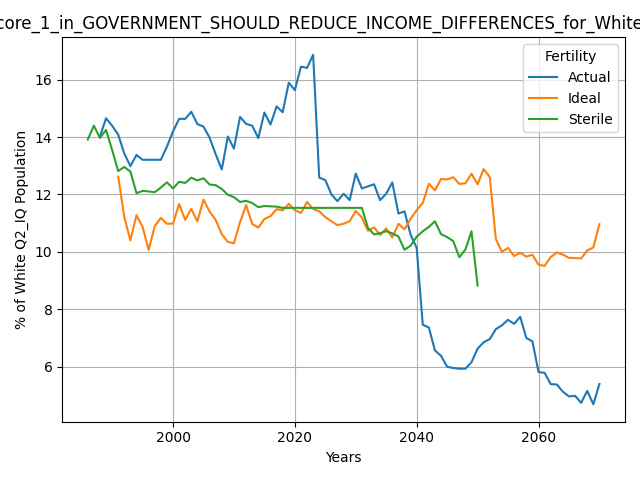 core_1_in_GOVERNMENT_SHOULD_REDUCE_INCOME_DIFFERENCES_for_White
Fertility
Actual
Ideal
Sterile
% of White Q2_IQ Population
16
14
12
10
8
6
2000 2020 2040 2060
Years